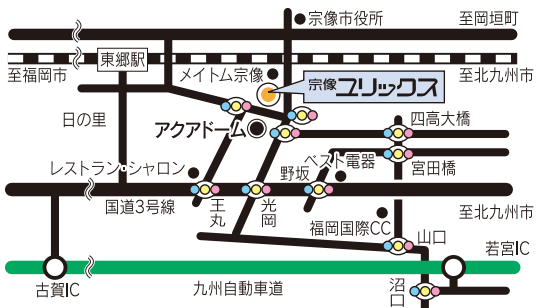 宗像市役所
至岡垣町
東郷駅
至福岡市
メイトム宗像
宗像ユリックス
至北九州市
日の里
アクアドーム
四高大橋
レストラン・シャロン
野坂
ベスト電器
宮田橋
国道3号線
王丸
光岡
福岡国際CC
至北九州市
山口
若宮IC
古賀IC
九州自動車道
沼口